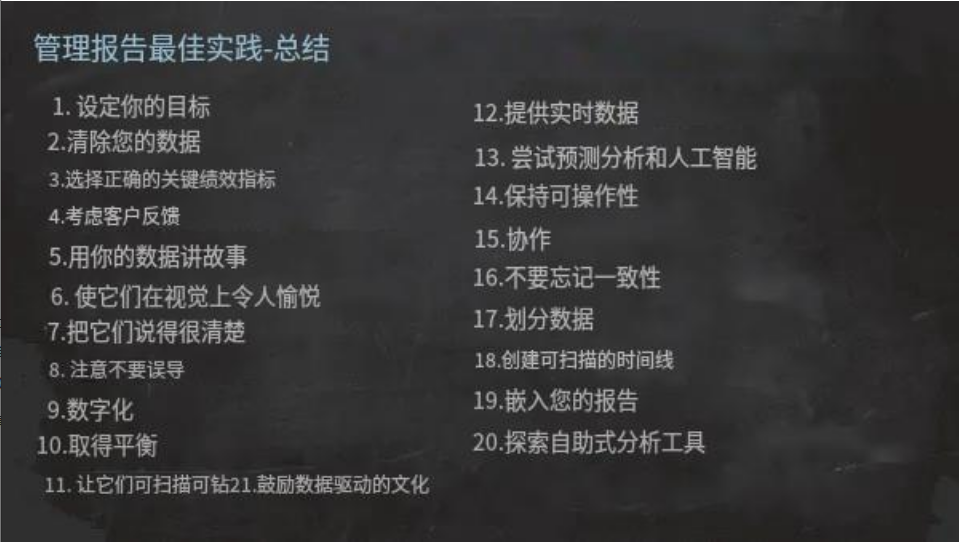 管理报告最佳实践-总结
1. 设定你的目标
2.清除您的数据
3.选择正确的关键绩效指标
4.考虑客户反馈
5.用你的数据讲故事
6. 使它们在视觉上令人愉悦
7.把它们说得很清楚
8. 注意不要误导
9.数字化
10.取得平衡
11. 让它们可扫描可钻21.鼓励数据驱动的文化
12.提供实时数据
13. 尝试预测分析和人工智能
14.保持可操作性
15.协作
16.不要忘记一致性
17.划分数据
18.创建可扫描的时间线
19.嵌入您的报告
20.探索自助式分析工具